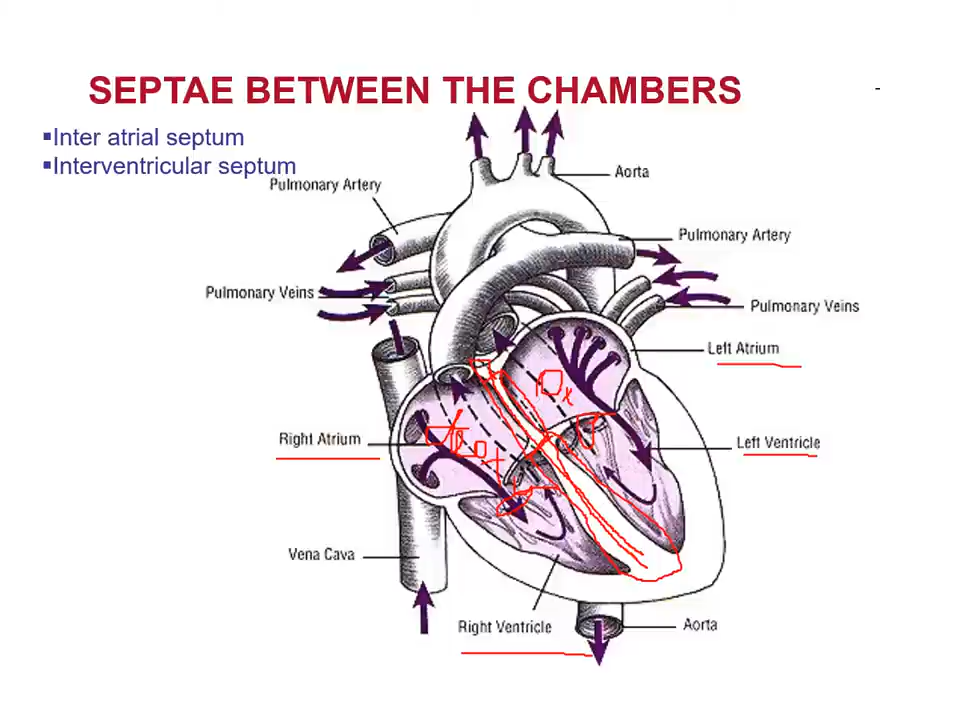 SEPTAE BETWEEN THE CHAMBERS
▪Inter atrial septum
▪Interventricular septum
Pulmonary Artery
Aorta
Pulmonary Artery
Pulmonary Veins
Pulmonary Veins
Left Atrium
Right Atrium
Left Ventricle
Vena Cava
Right Ventricle
Aorta